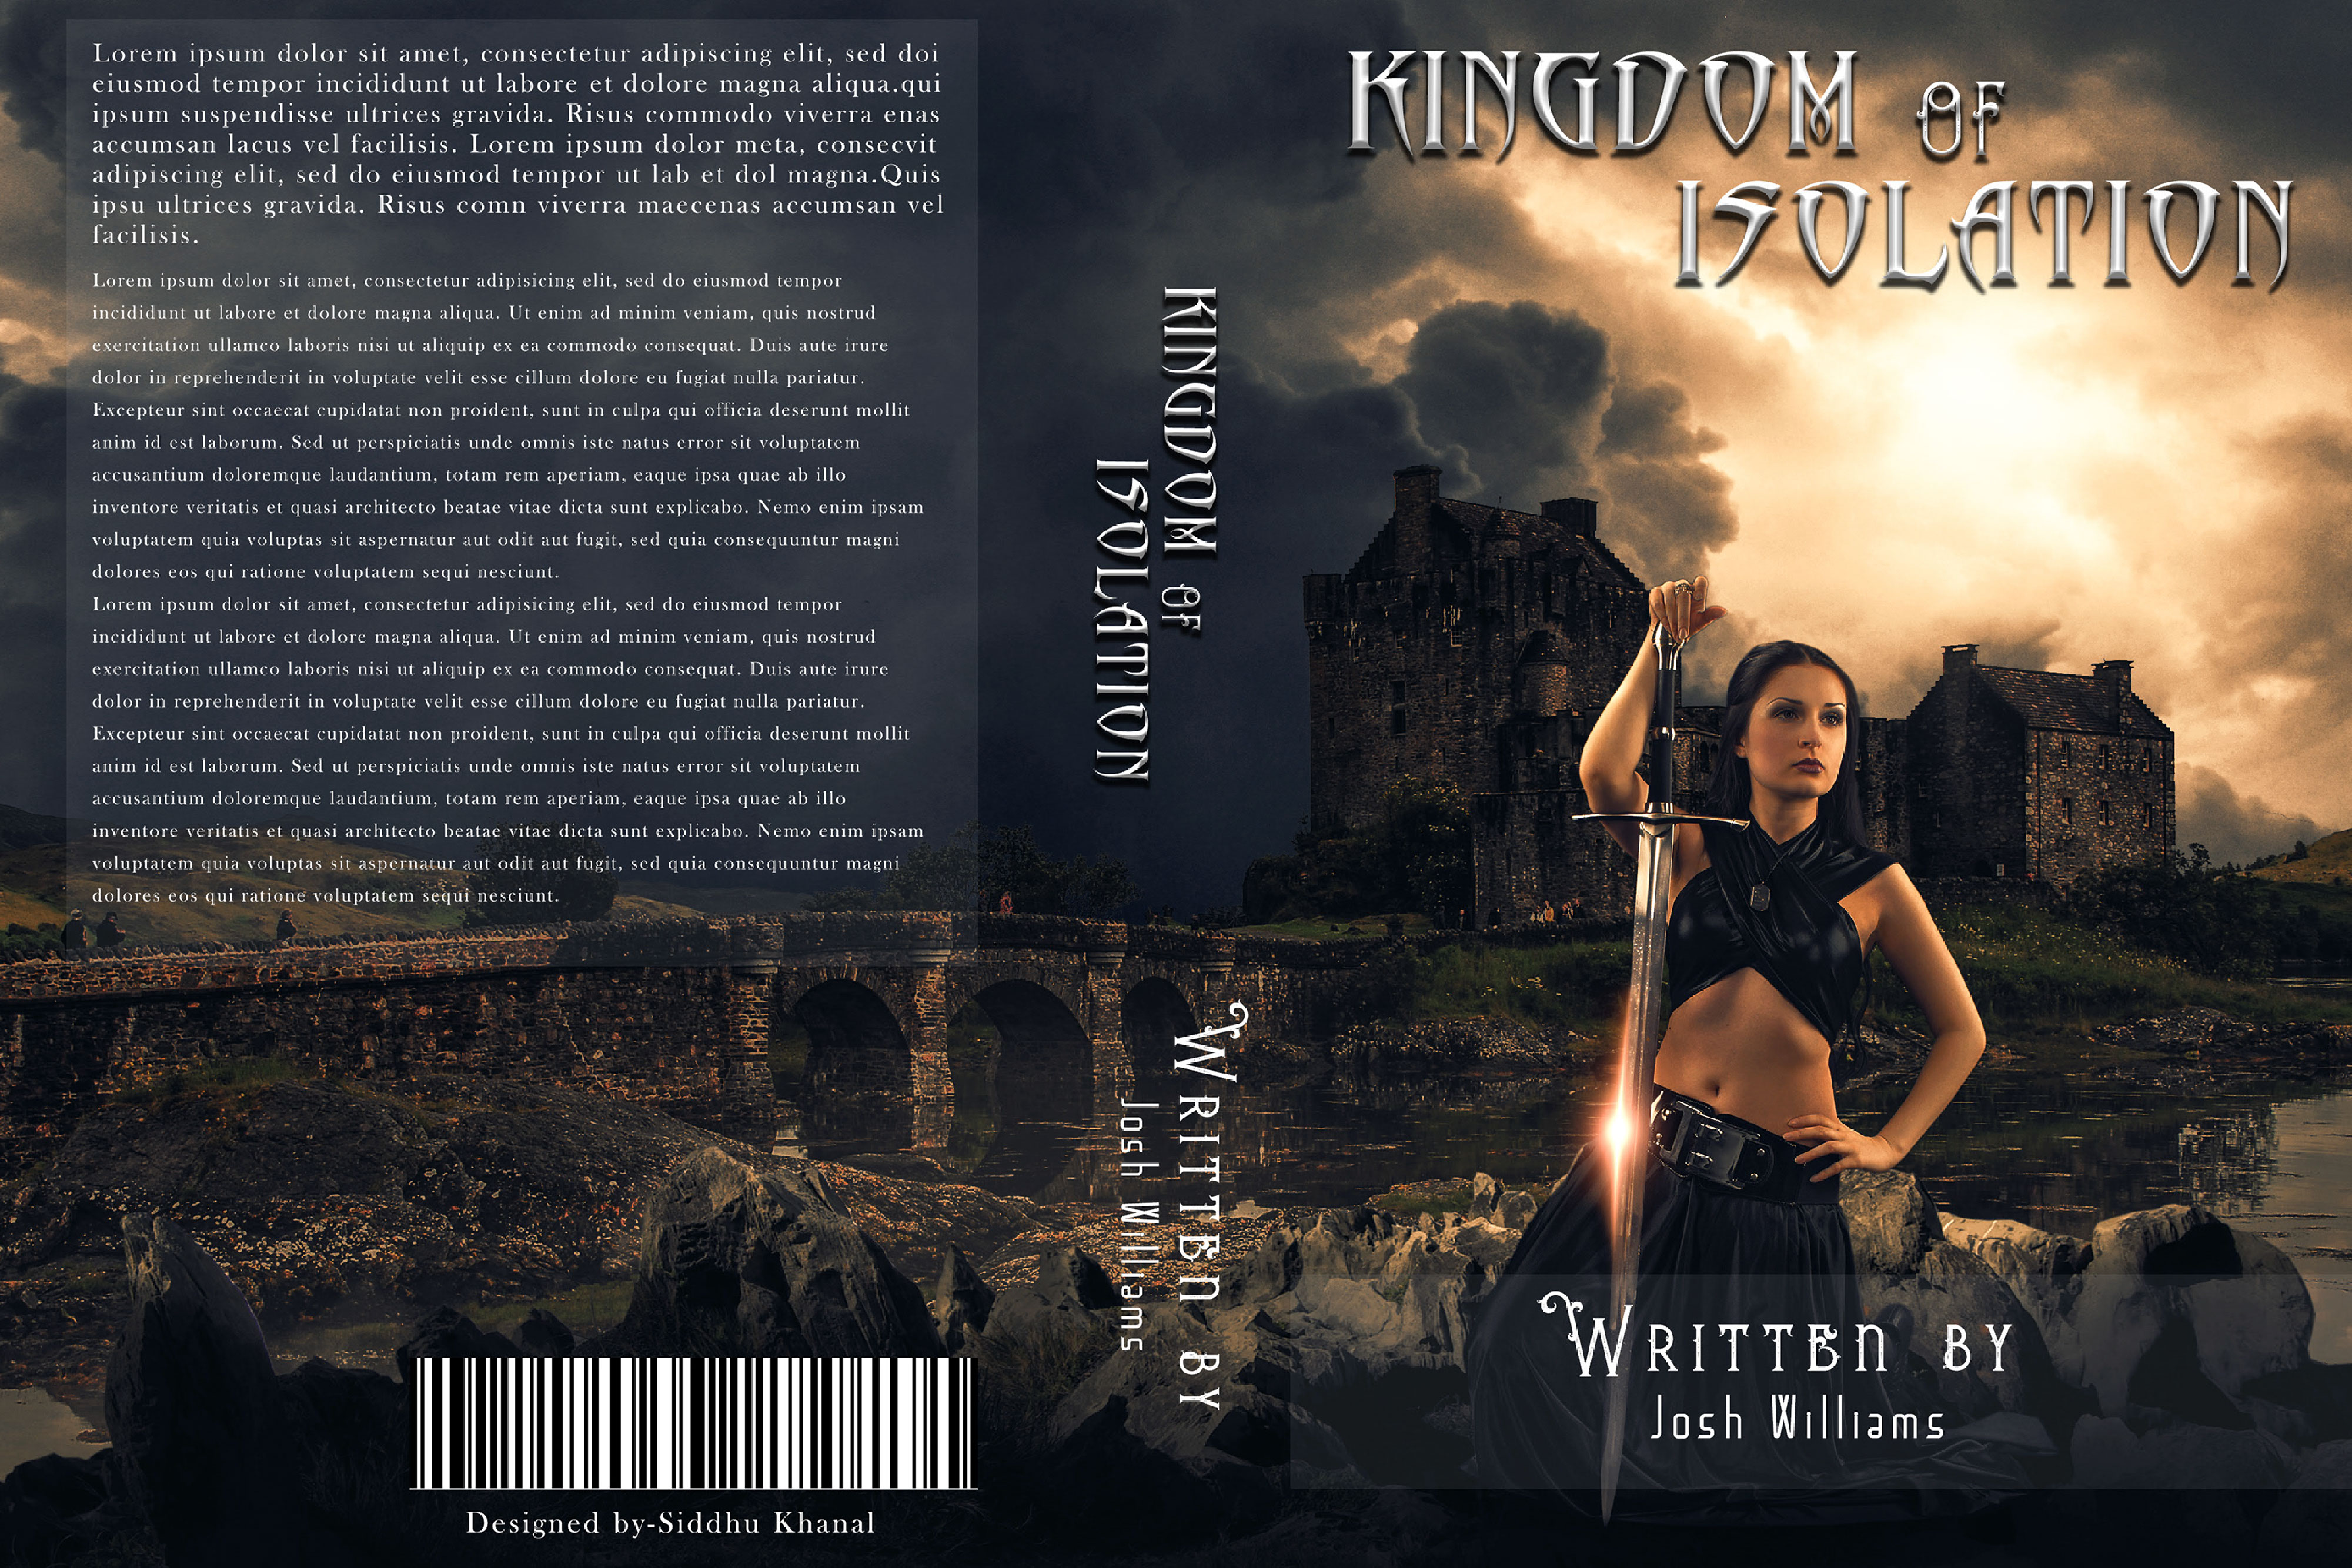 Lorem ipsum dolor sit amet, consectetur adipiscing elit, sed doi
eiusmod tempor incididunt ut labore et dolore magna aliqua.qui
ipsum suspendisse ultrices gravida. Risus commodo viverra enas
accumsan lacus vel facilisis. Lorem ipsum dolor meta, consecvit
adipiscing elit, sed do eiusmod tempor ut lab et dol magna.Quis
ipsu ultrices gravida. Risus comn viverra maecenas accumsan vel
facilisis.
Lorem ipsum dolor sit amet, consectetur adipisicing elit, sed do eiusmod tempor
incididunt ut labore et dolore magna aliqua. Ut enim ad minim veniam, quis nostrud
exercitation ullamco laboris nisi ut aliquip ex ea commodo consequat. Duis aute irure
dolor in reprehenderit in voluptate velit esse cillum dolore eu fugiat nulla pariatur.
Excepteur sint occaecat cupidatat non proident, sunt in culpa qui officia deserunt mollit
anim id est laborum. Sed ut perspiciatis unde omnis iste natus error sit voluptatem
accusantium doloremque laudantium, totam rem aperiam, eaque ipsa quae ab illo
inventore veritatis et quasi architecto beatae vitae dicta sunt explicabo. Nemo enim ipsam
voluptatem quia voluptas sit aspernatur aut odit aut fugit, sed quia consequuntur magni
dolores eos qui ratione voluptatem sequi nesciunt.
Lorem ipsum dolor sit amet, consectetur adipisicing elit, sed do eiusmod tempor
incididunt ut labore et dolore magna aliqua. Ut enim ad minim veniam, quis nostrud
exercitation ullamco laboris nisi ut aliquip ex ea commodo consequat. Duis aute irure
dolor in reprehenderit in voluptate velit esse cillum dolore eu fugiat nulla pariatur.
Excepteur sint occaecat cupidatat non proident, sunt in culpa qui officia deserunt mollit
anim id est laborum. Sed ut perspiciatis unde omnis iste natus error sit voluptatem
accusantium doloremque laudantium, totam rem aperiam, eaque ipsa quae ab illo
inventore veritatis et quasi architecto beatae vitae dicta sunt explicabo. Nemo enim ipsam
voluptatem quia voluptas sit aspernatur aut odit aut fugit, sed quia consequuntur magni
dolores eos qui ratione voluptatem sequi nesciunt.
Designed by-Siddhu Khanal
KINGDOM OF
ISOLATION
WRITTEN BY
Josh Williams
KINGDOM OF
ISOLATION
WRITTEN BY
Josh Williams